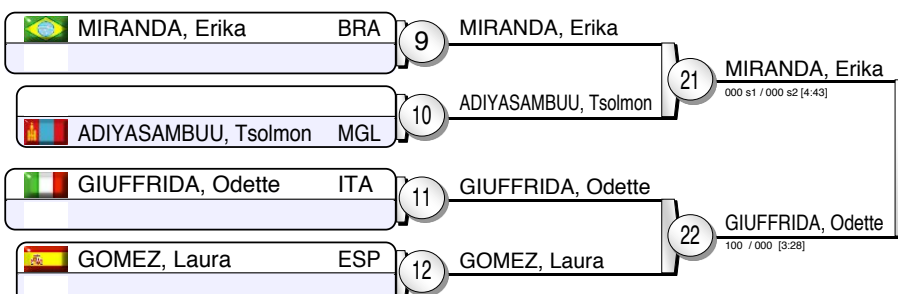 MIRANDA, Erika BRA
9
MIRANDA, Erika
21
MIRANDA, Erika
000 s1 / 000 s2 [4:43]
ADIYASAMBUU, Tsolmon
10
ADIYASAMBUU, Tsolmon MGL
GIUFFRIDA, Odette ITA
11
GIUFFRIDA, Odette
22
GIUFFRIDA, Odette
100 / 000 [3:28]
GOMEZ, Laura ESP
12
GOMEZ, Laura